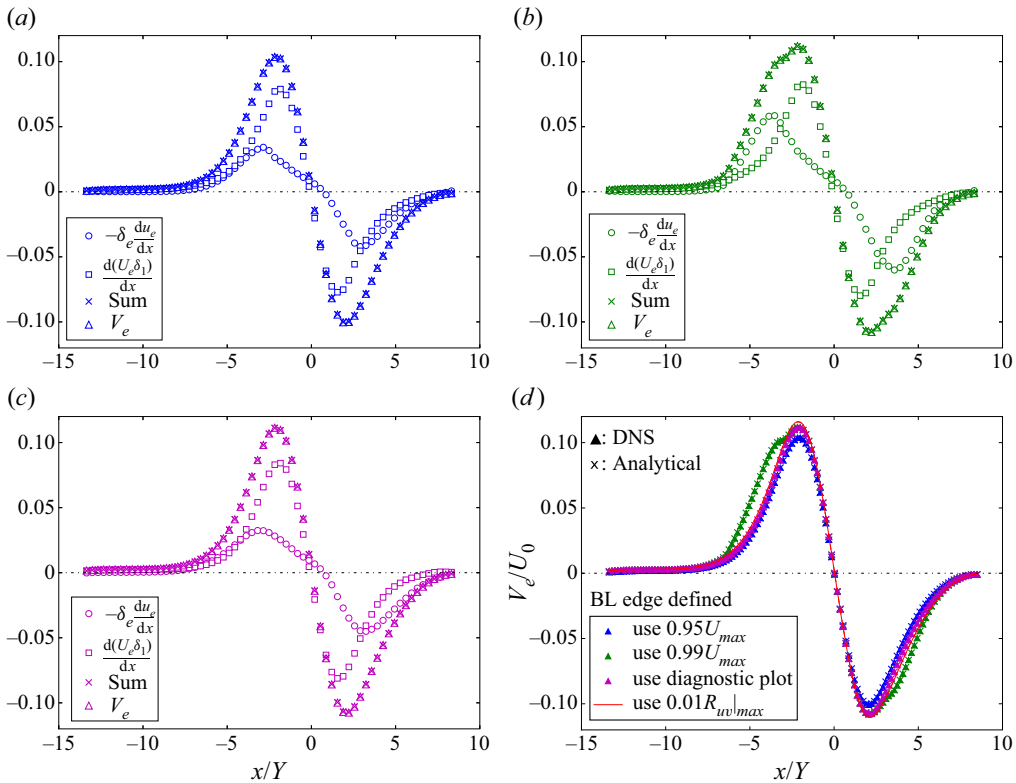 (a)
0.10
0.05
0
–0.05
–0.10
–15 –10 –5 0 5 10
−δ_e du_e/dx
d(U_eδ_1)/dx
Sum
V_e
(b)
0.10
0.05
0
–0.05
–0.10
–15 –10 –5 0 5 10
−δ_e du_e/dx
d(U_eδ_1)/dx
Sum
V_e
(c)
0.10
0.05
0
–0.05
–0.10
–15 –10 –5 0 5 10
x/Y
−δ_e du_e/dx
d(U_eδ_1)/dx
Sum
V_e
(d)
V_e/U_0
0.10
0.05
0
–0.05
–0.10
–15 –10 –5 0 5 10
x/Y
▲: DNS
×: Analytical
BL edge defined
use 0.95U_max
use 0.99U_max
use diagnostic plot
use 0.01R_uv|_max